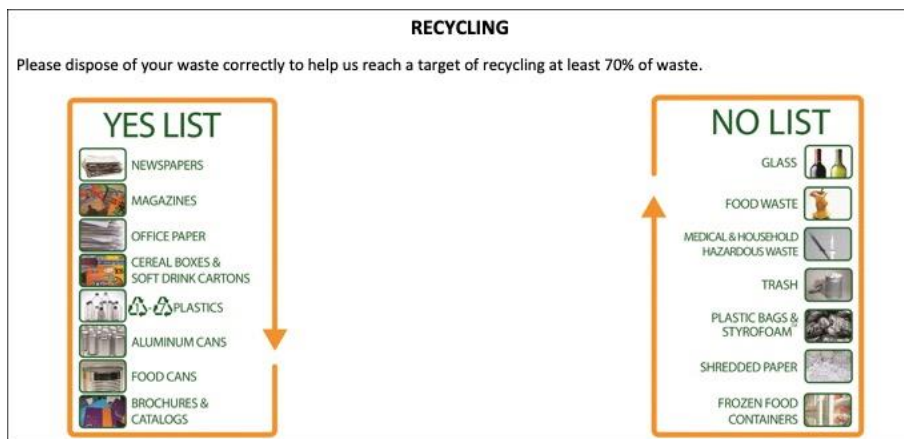 RECYCLING
Please dispose of your waste correctly to help us reach a target of recycling at least 70% of waste.
YES LIST
NEWSPAPERS
MAGAZINES
OFFICE PAPER
CEREAL BOXES &
SOFT DRINK CARTONS
1-7 PLASTICS
ALUMINUM CANS
FOOD CANS
BROCHURES &
CATALOGS
NO LIST
GLASS
FOOD WASTE
MEDICAL & HOUSEHOLD
HAZARDOUS WASTE
TRASH
PLASTIC BAGS &
STYROFOAM
SHREDDED PAPER
FROZEN FOOD
CONTAINERS